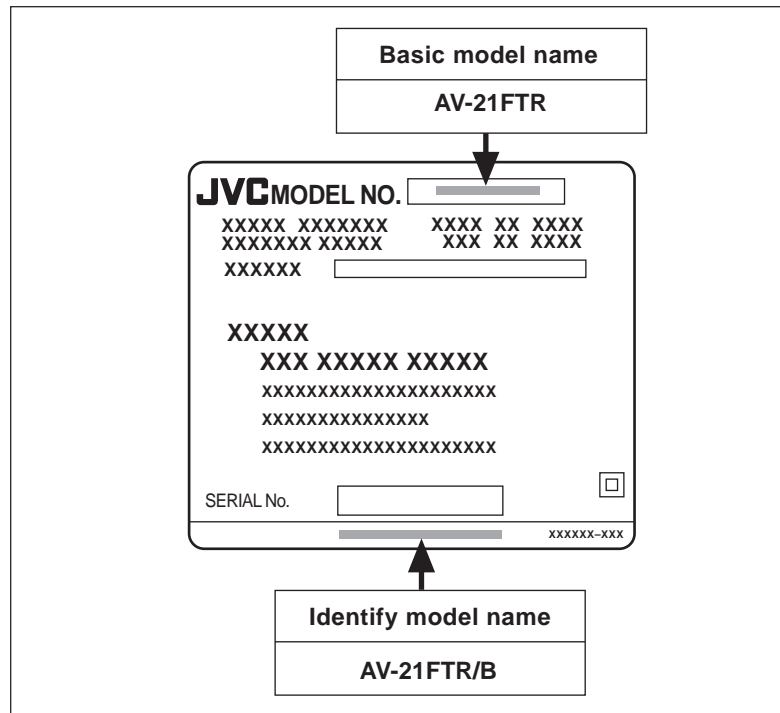 Basic model name
AV-21FTR
JVC MODEL NO.
XXXXX XXXXXXX XXXX XX XXXX
XXXXXXX XXXXX XXX XX XXXX
XXXXXX
XXXXX
XXX XXXXX XXXXX
XXXXXXXXXXXXXXXXXXXXX
XXXXXXXXXXXXXXX
XXXXXXXXXXXXXXXXXXXXX
SERIAL No.
XXXXXX–XXX
Identify model name
AV-21FTR/B